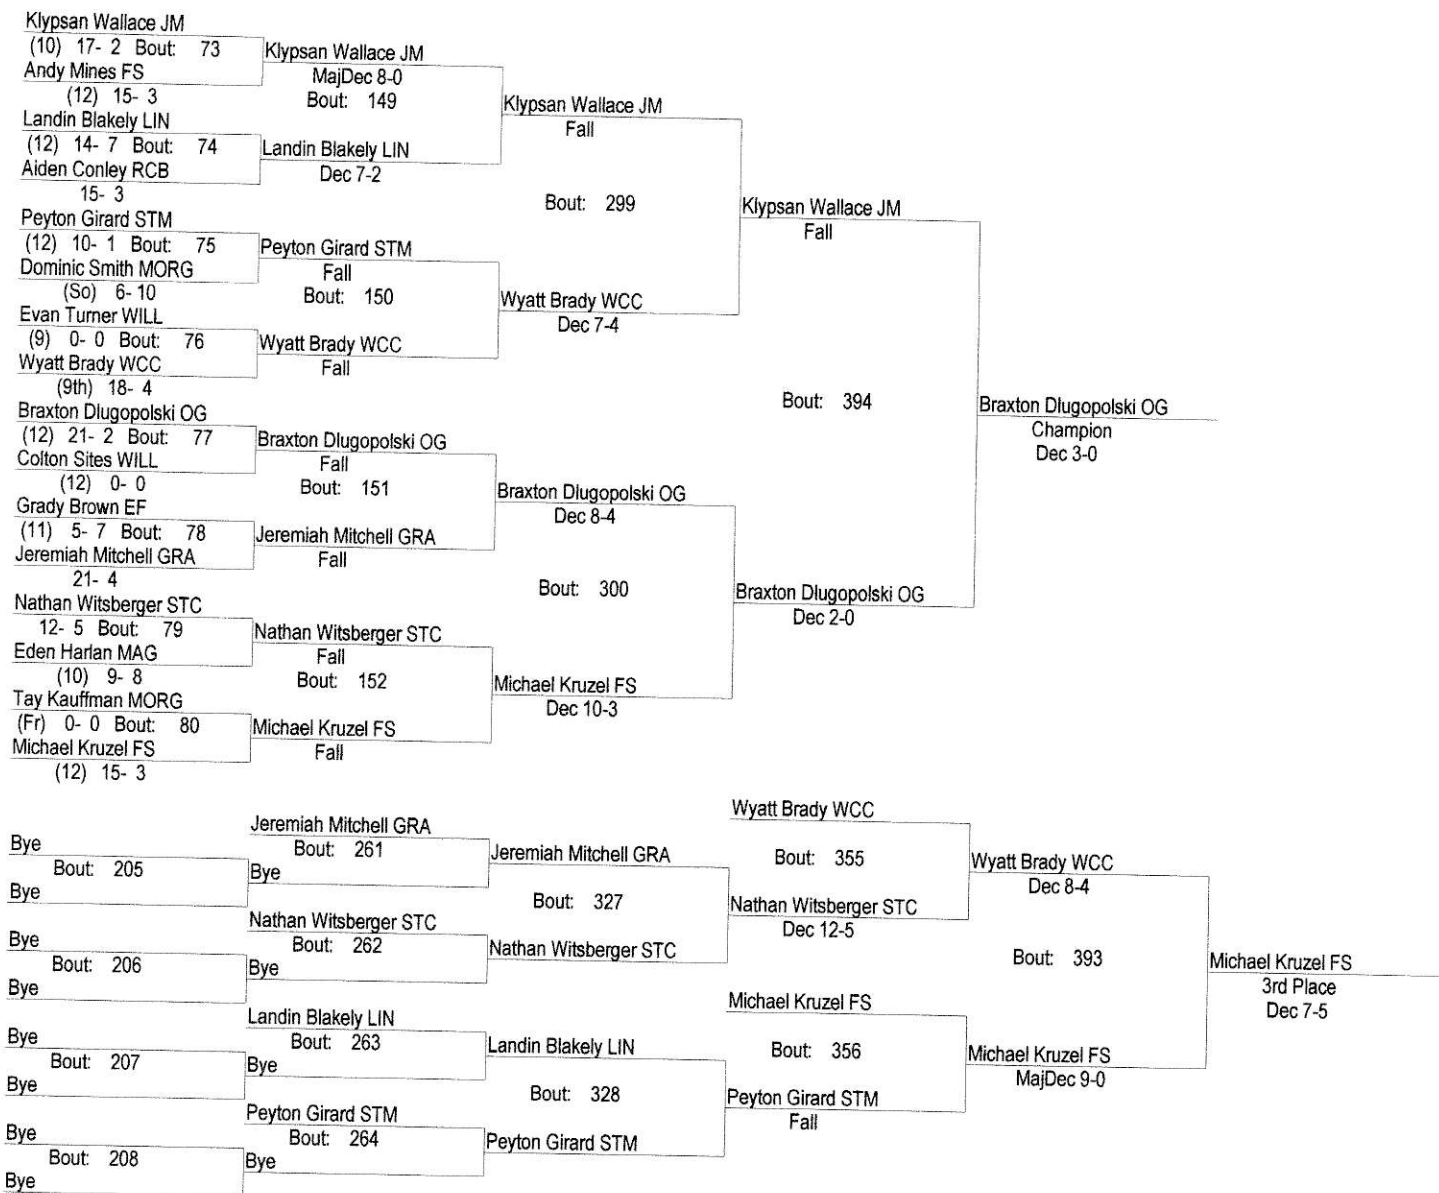 Klypsan Wallace JM
(10) 17- 2 Bout: 73
Andy Mines FS
(12) 15- 3
Landin Blakely LIN
(12) 14- 7 Bout: 74
Aiden Conley RCB
15- 3
Peyton Girard STM
(12) 10- 1 Bout: 75
Dominic Smith MORG
(So) 6- 10
Evan Turner WILL
(9) 0- 0 Bout: 76
Wyatt Brady WCC
(9th) 18- 4
Braxton Dlugopolski OG
(12) 21- 2 Bout: 77
Colton Sites WILL
(12) 0- 0
Grady Brown EF
(11) 5- 7 Bout: 78
Jeremiah Mitchell GRA
21- 4
Nathan Witsberger STC
12- 5 Bout: 79
Eden Harlan MAG
(10) 9- 8
Tay Kauffman MORG
(Fr) 0- 0 Bout: 80
Michael Kruzel FS
(12) 15- 3
Klypsan Wallace JM
MajDec 8-0
Bout: 149
Landin Blakely LIN
Dec 7-2
Peyton Girard STM
Fall
Bout: 150
Wyatt Brady WCC
Fall
Braxton Dlugopolski OG
Fall
Bout: 151
Jeremiah Mitchell GRA
Fall
Nathan Witsberger STC
Fall
Bout: 152
Michael Kruzel FS
Fall
Klypsan Wallace JM
Fall
Bout: 299
Wyatt Brady WCC
Dec 7-4
Braxton Dlugopolski OG
Dec 8-4
Bout: 300
Michael Kruzel FS
Dec 10-3
Klypsan Wallace JM
Fall
Bout: 394
Braxton Dlugopolski OG
Dec 2-0
Braxton Dlugopolski OG
Champion
Dec 3-0
Bye
Bout: 205
Bye
Bye
Bout: 206
Bye
Bye
Bout: 207
Bye
Bye
Bout: 208
Bye
Jeremiah Mitchell GRA
Bout: 261
Bye
Nathan Witsberger STC
Bout: 262
Bye
Landin Blakely LIN
Bout: 263
Bye
Peyton Girard STM
Bout: 264
Bye
Jeremiah Mitchell GRA
Bout: 327
Nathan Witsberger STC
Landin Blakely LIN
Bout: 328
Peyton Girard STM
Wyatt Brady WCC
Bout: 355
Nathan Witsberger STC
Dec 12-5
Michael Kruzel FS
Bout: 356
Peyton Girard STM
Fall
Wyatt Brady WCC
Dec 8-4
Bout: 393
Michael Kruzel FS
MajDec 9-0
Michael Kruzel FS
3rd Place
Dec 7-5